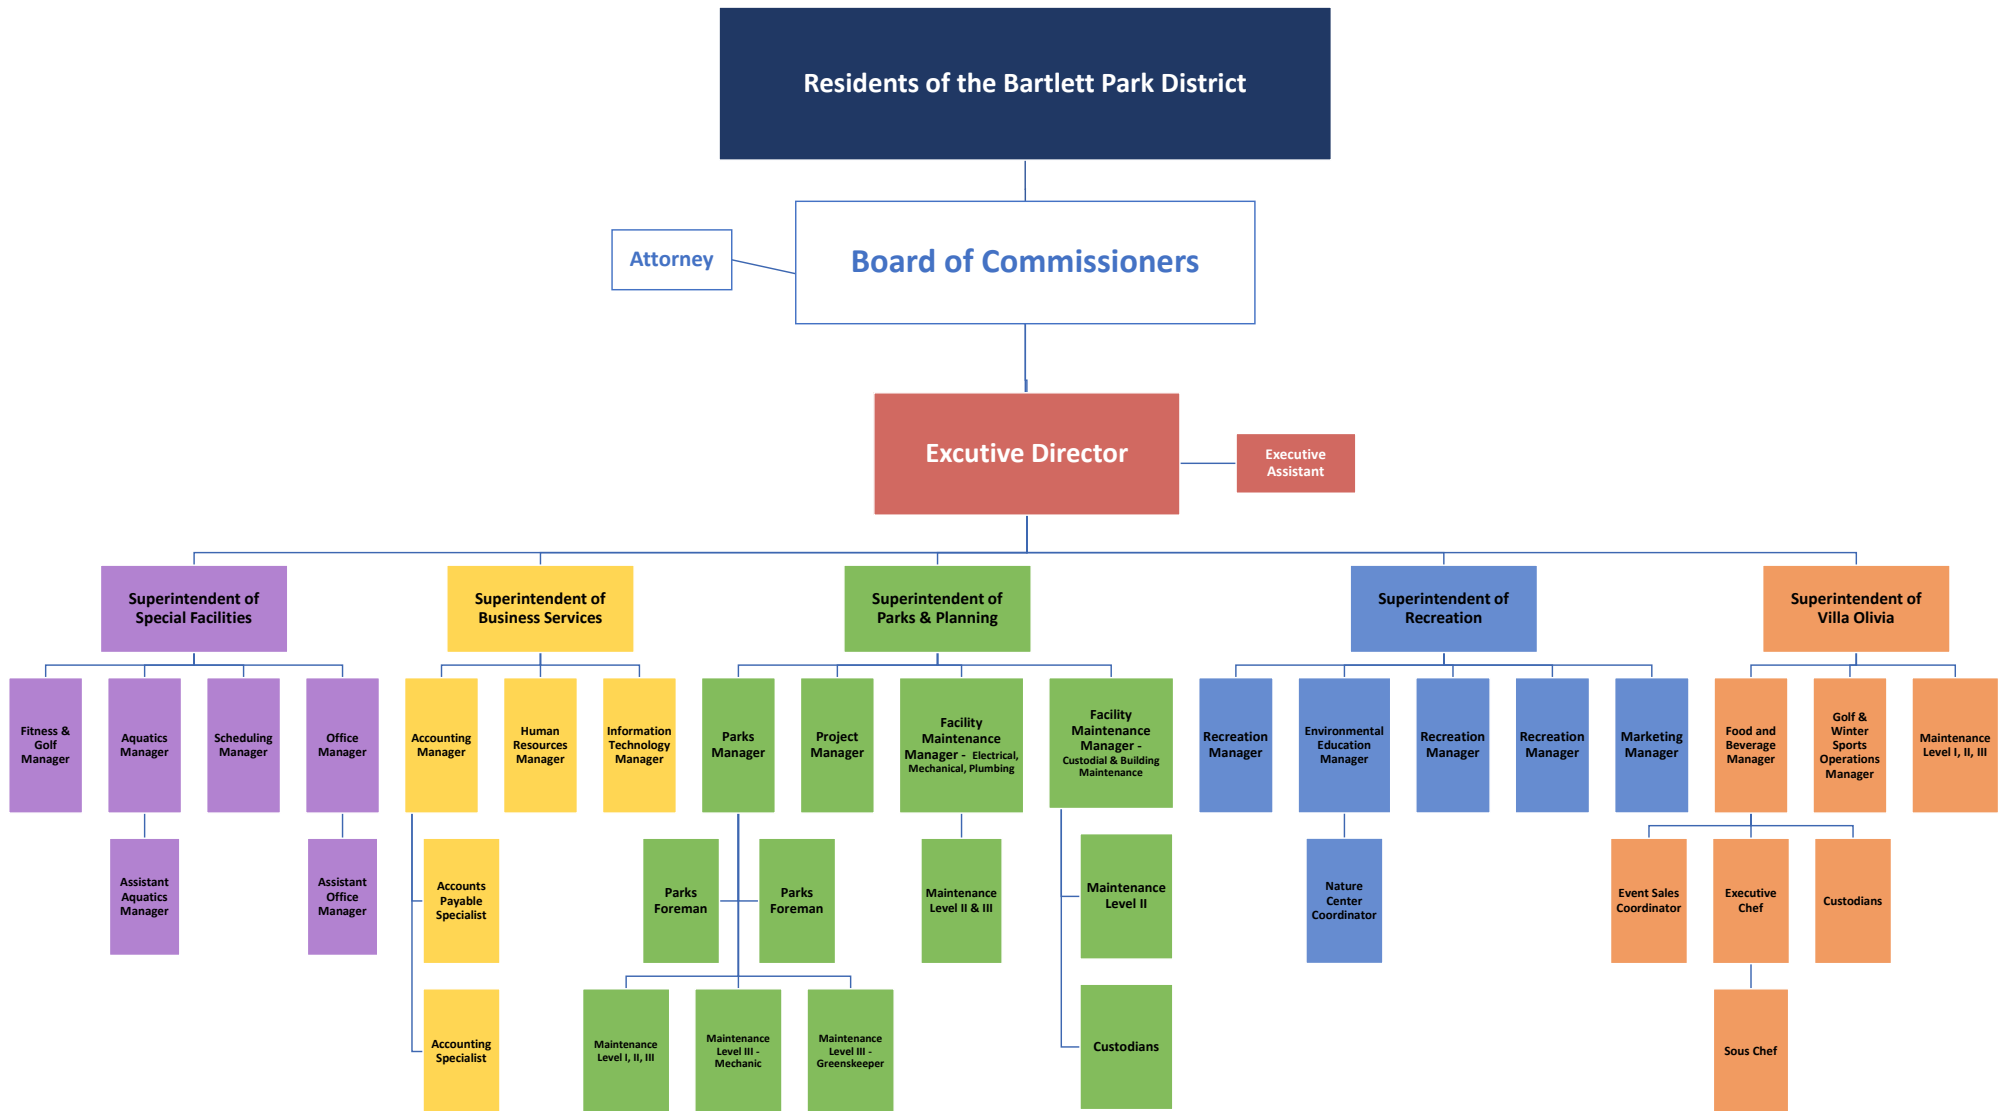 Residents of the Bartlett Park District
Attorney
Board of Commissioners
Excutive Director
Executive
Assistant
Superintendent of
Special Facilities
Superintendent of
Business Services
Superintendent of
Parks & Planning
Superintendent of
Recreation
Superintendent of
Villa Olivia
Fitness &
Golf
Manager
Aquatics
Manager
Scheduling
Manager
Office
Manager
Accounting
Manager
Human
Resources
Manager
Information
Technology
Manager
Parks
Manager
Project
Manager
Facility
Maintenance
Manager - Electrical,
Mechanical, Plumbing
Facility
Maintenance
Manager -
Custodial & Building
Maintenance
Recreation
Manager
Environmental
Education
Manager
Recreation
Manager
Recreation
Manager
Marketing
Manager
Food and
Beverage
Manager
Golf &
Winter
Sports
Operations
Manager
Maintenance
Level I, II, III
Assistant
Aquatics
Manager
Assistant
Office
Manager
Accounts
Payable
Specialist
Parks
Foreman
Parks
Foreman
Maintenance
Level II & III
Maintenance
Level II
Nature
Center
Coordinator
Event Sales
Coordinator
Executive
Chef
Custodians
Accounting
Specialist
Maintenance
Level I, II, III
Maintenance
Level III -
Mechanic
Maintenance
Level III -
Greenskeeper
Custodians
Sous Chef